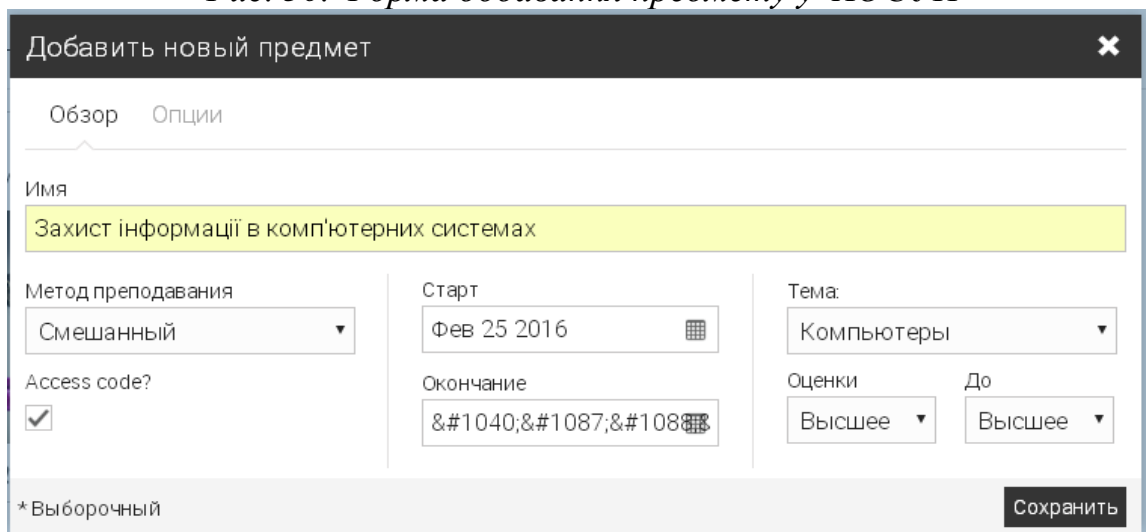 Добавить новый предмет
Обзор Опции
Имя
Захист інформації в комп'ютерних системах
Метод преподавания
Смешанный
Access code?
Старт
Фев 25 2016
Окончание
&#1040;&#1087;&#108
Тема:
Компьютеры
Оценки До
Высшее Высшее
* Выборочный
Сохранить